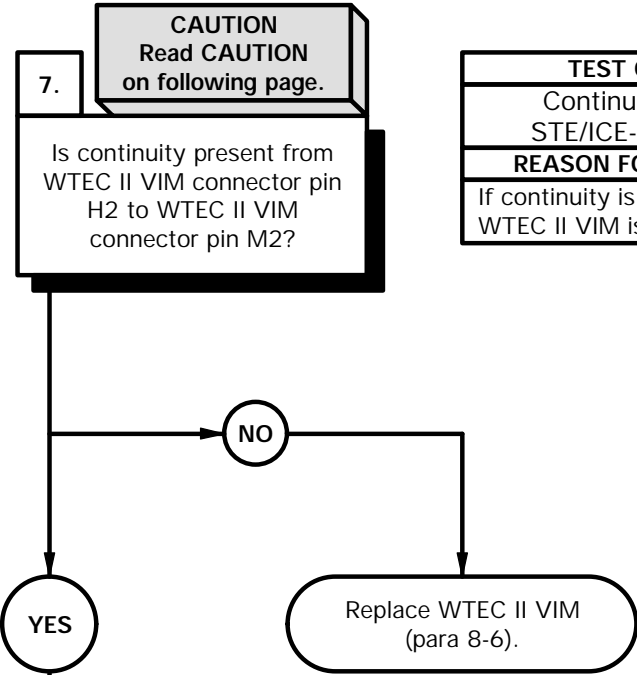 CAUTION
Read CAUTION
on following page.
7.
Is continuity present from
WTEC II VIM connector pin
H2 to WTEC II VIM
connector pin M2?
TEST
Continu
STE/ICE-
REASON FO
If continuity is
WTEC II VIM is
NO
YES
Replace WTEC II VIM
(para 8-6).